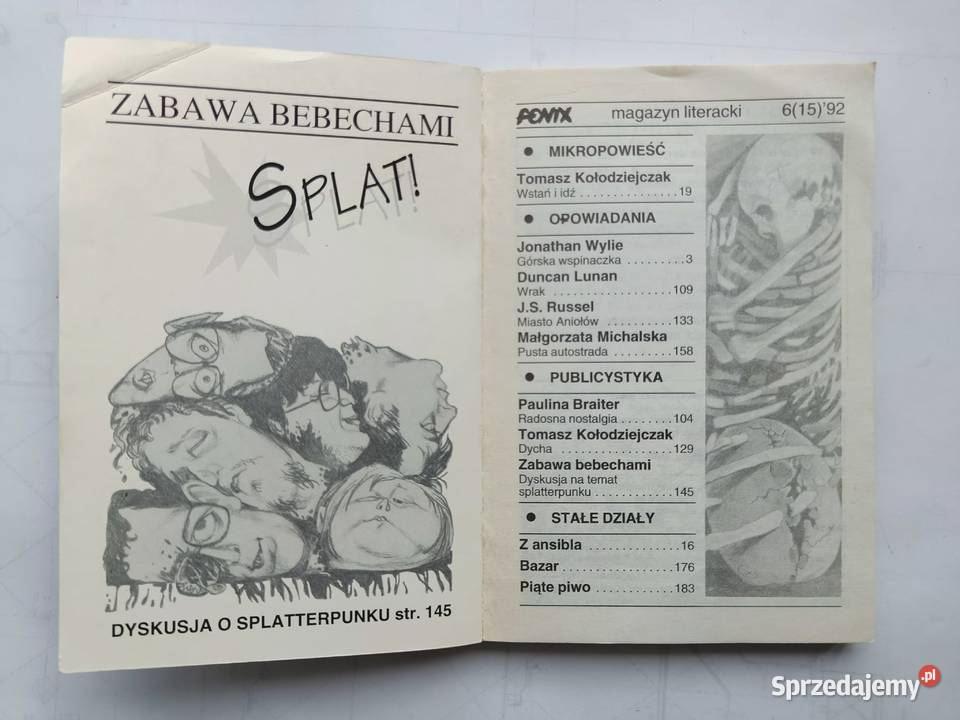 ZABAWA BEBECHAMI
SPLAT!
DYSKUSJA O SPLATTERPUNKU str. 145
FENIX magazyn literacki 6(15)'92
● MIKROPOWIEŚĆ
Tomasz Kołodziejczak
Wstań i idź . . . . . . . . . . . . . . . 19
● OPOWIADANIA
Jonathan Wylie
Górska wspinaczka . . . . . . . . . 3
Duncan Lunan
Wrak . . . . . . . . . . . . . . . . . . 109
J.S. Russel
Miasto Aniołów . . . . . . . . . . 133
Małgorzata Michalska
Pusta autostrada . . . . . . . . . 158
● PUBLICYSTYKA
Paulina Braiter
Radosna nostalgia . . . . . . . . 104
Tomasz Kołodziejczak
Dycha . . . . . . . . . . . . . . . . . 129
Zabawa bebechami
Dyskusja na temat
splatterpunku . . . . . . . . . . . . 145
● STAŁE DZIAŁY
Z ansibla . . . . . . . . . . . . . . 16
Bazar . . . . . . . . . . . . . . . . . 176
Piąte piwo . . . . . . . . . . . . 183
Sprzedajemy.pl